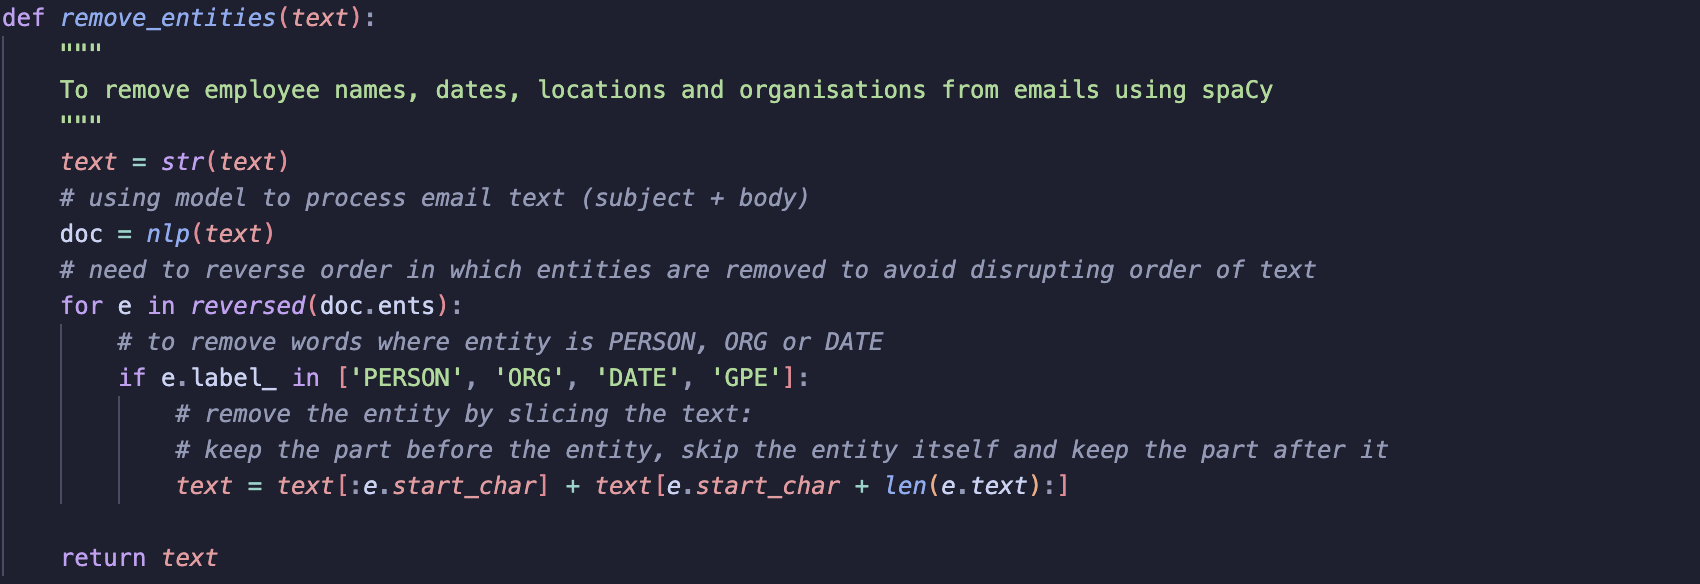 def remove_entities(text):
    """
    To remove employee names, dates, locations and organisations from emails using spaCy
    """
    text = str(text)
    # using model to process email text (subject + body)
    doc = nlp(text)
    # need to reverse order in which entities are removed to avoid disrupting order of text
    for e in reversed(doc.ents):
        # to remove words where entity is PERSON, ORG or DATE
        if e.label_ in ['PERSON', 'ORG', 'DATE', 'GPE']:
            # remove the entity by slicing the text:
            # keep the part before the entity, skip the entity itself and keep the part after it
            text = text[:e.start_char] + text[e.start_char + len(e.text):]
    return text